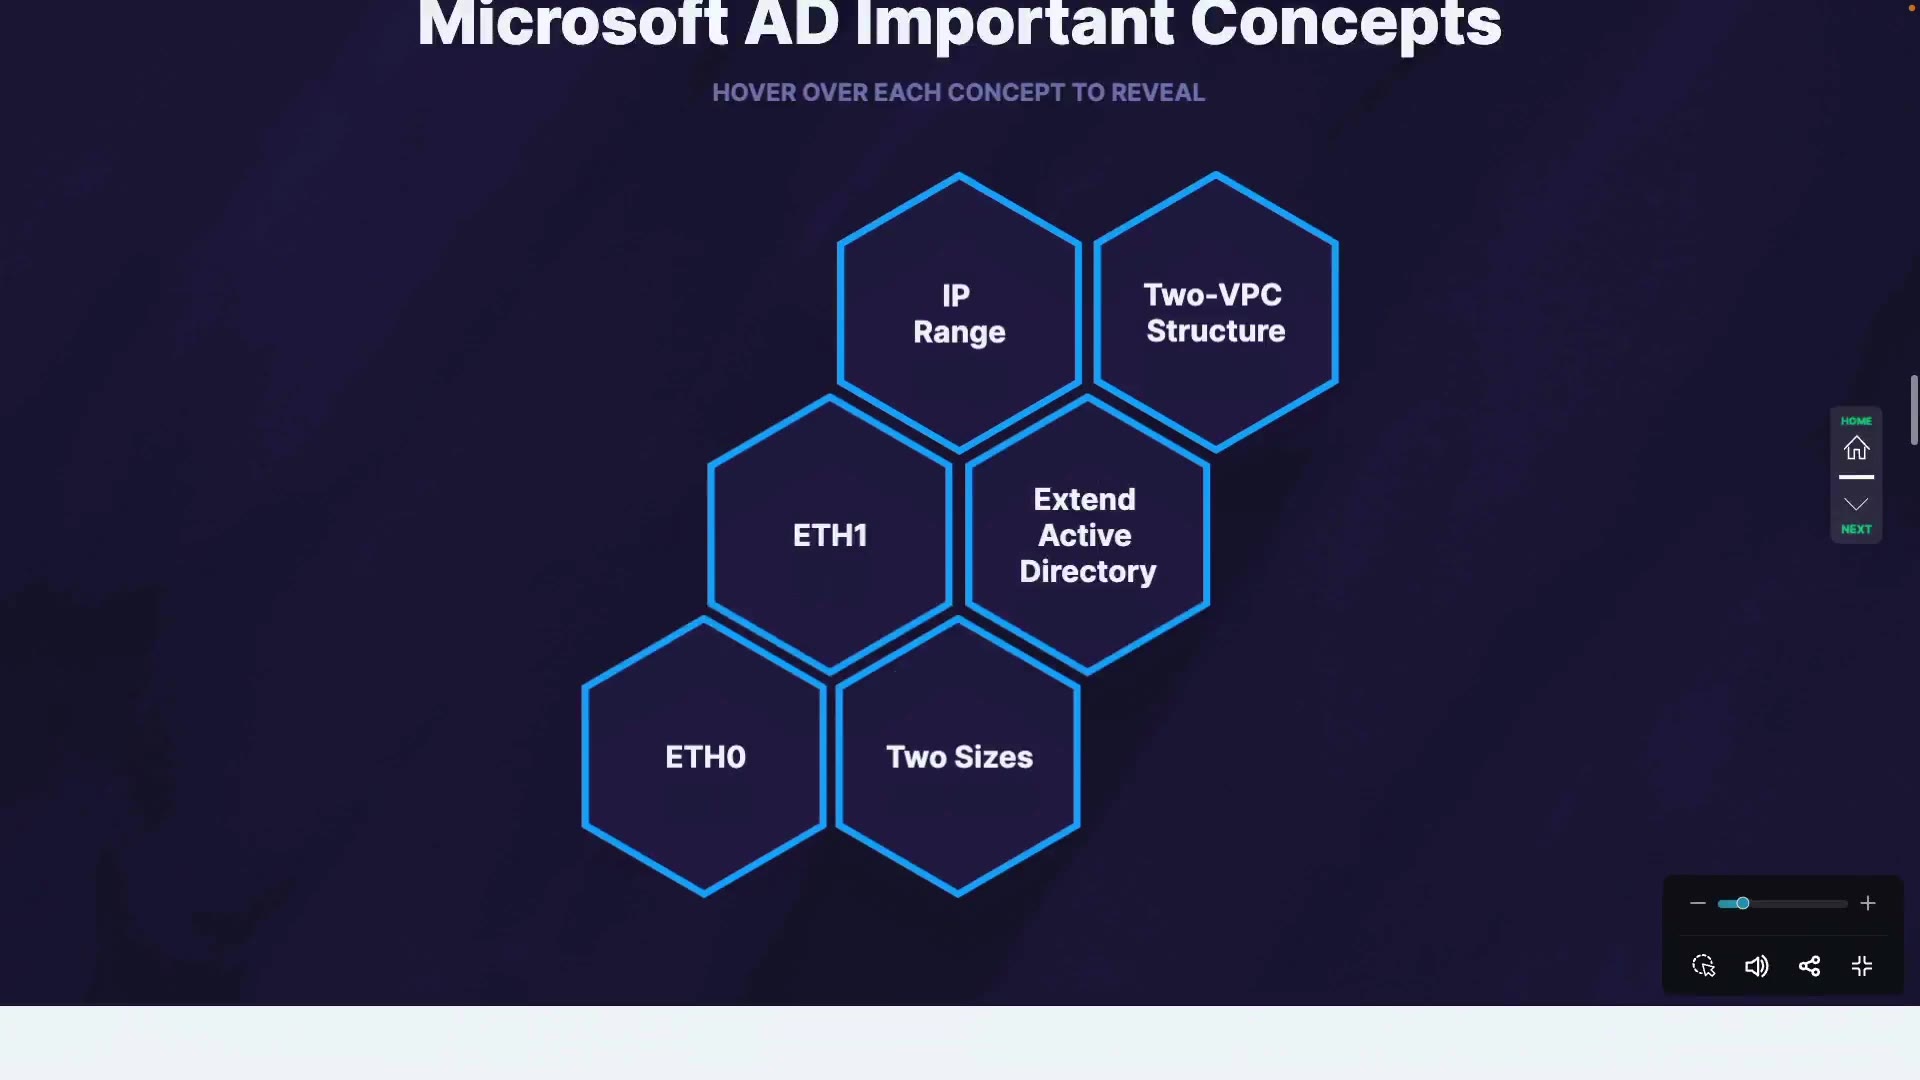 Microsoft AD Important Concepts
HOVER OVER EACH CONCEPT TO REVEAL
IP
Range
Two-VPC
Structure
ETH1
Extend
Active
Directory
ETH0
Two Sizes
HOME
NEXT